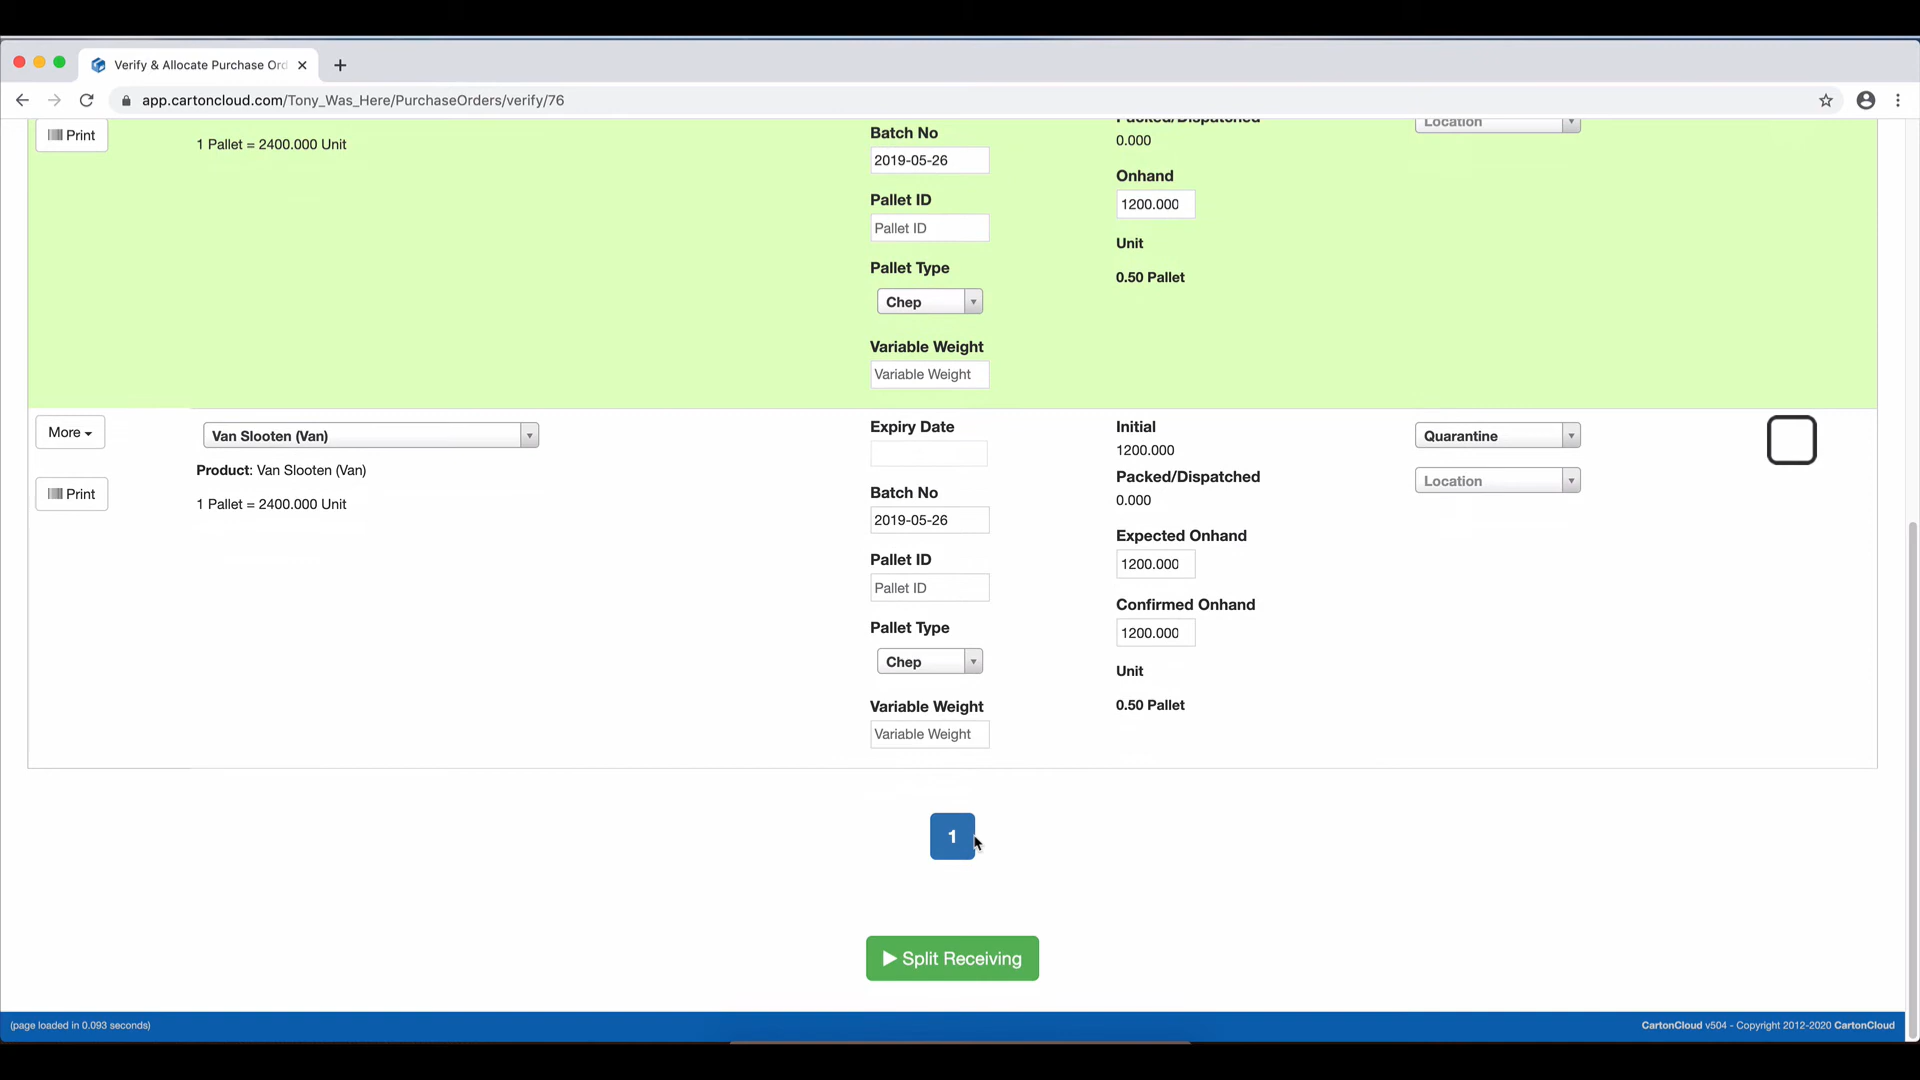 Verify & Allocate Purchase Ord
app.cartoncloud.com/Tony_Was_Here/PurchaseOrders/verify/76
Print
1 Pallet = 2400.000 Unit
Batch No
2019-05-26
Pallet ID
Pallet ID
Pallet Type
Chep
Variable Weight
Variable Weight
Packed/Dispatched
0.000
Onhand
1200.000
Unit
0.50 Pallet
Location
More
Print
Van Slooten (Van)
Product: Van Slooten (Van)
1 Pallet = 2400.000 Unit
Expiry Date
Batch No
2019-05-26
Pallet ID
Pallet ID
Pallet Type
Chep
Variable Weight
Variable Weight
Initial
1200.000
Packed/Dispatched
0.000
Expected Onhand
1200.000
Confirmed Onhand
1200.000
Unit
0.50 Pallet
Quarantine
Location
1
Split Receiving
(page loaded in 0.093 seconds)
CartonCloud v504 - Copyright 2012-2020 CartonCloud